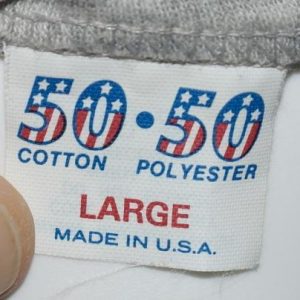 50•50
COTTON POLYESTER
LARGE
MADE IN U.S.A.